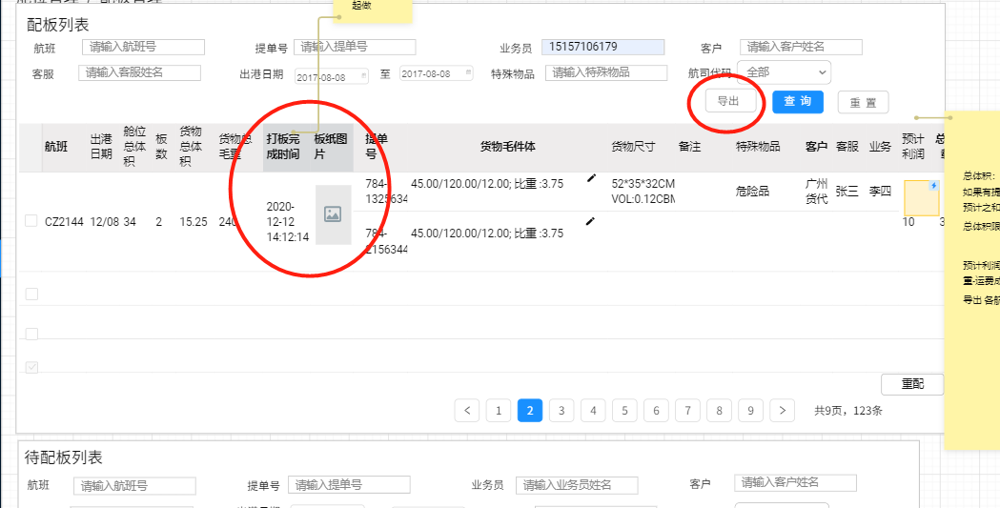 起做
配板列表
航班 请输入航班号 提单号 请输入提单号 业务员 15157106179 客户 请输入客户姓名
客服 请输入客服姓名 出港日期 2017-08-08 至 2017-08-08 特殊物品 请输入特殊物品 航司代码 全部
导出 查 询 重 置
航班 出港日期 舱位总体积 板数 货物总体积 货物总毛重 打板完成时间 板纸图片 提单号 货物毛件体 货物尺寸 备注 特殊物品 客户 客服 业务 预计利润
784-1325634 45.00/120.00/12.00; 比重 :3.75 52*35*32CM VOL:0.12CBM 危险品 广州货代 张三 李四
CZ2144 12/08 34 2 15.25 240 2020-12-12 14:12:14 10
784-2156344 45.00/120.00/12.00; 比重 :3.75
总体积：
如果有提
预计之和
总体积限
预计利润
重-运费成
导出 各航
重配
< 1 2 3 4 5 6 7 8 9 > 共9页，123条
待配板列表
航班 请输入航班号 提单号 请输入提单号 业务员 请输入业务员姓名 客户 请输入客户姓名